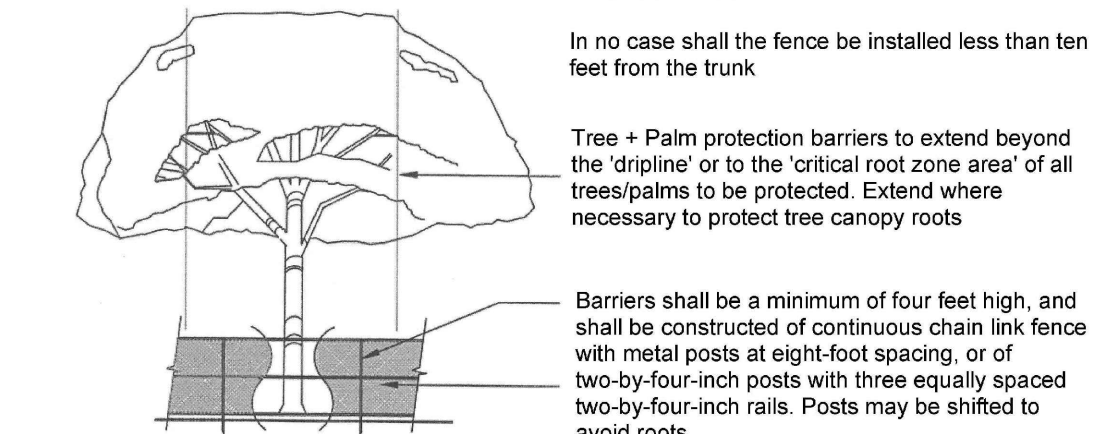 In no case shall the fence be installed less than ten
feet from the trunk
Tree + Palm protection barriers to extend beyond
the 'dripline' or to the 'critical root zone area' of all
trees/palms to be protected. Extend where
necessary to protect tree canopy roots
Barriers shall be a minimum of four feet high, and
shall be constructed of continuous chain link fence
with metal posts at eight-foot spacing, or of
two-by-four-inch posts with three equally spaced
two-by-four-inch rails. Posts may be shifted to
avoid roots